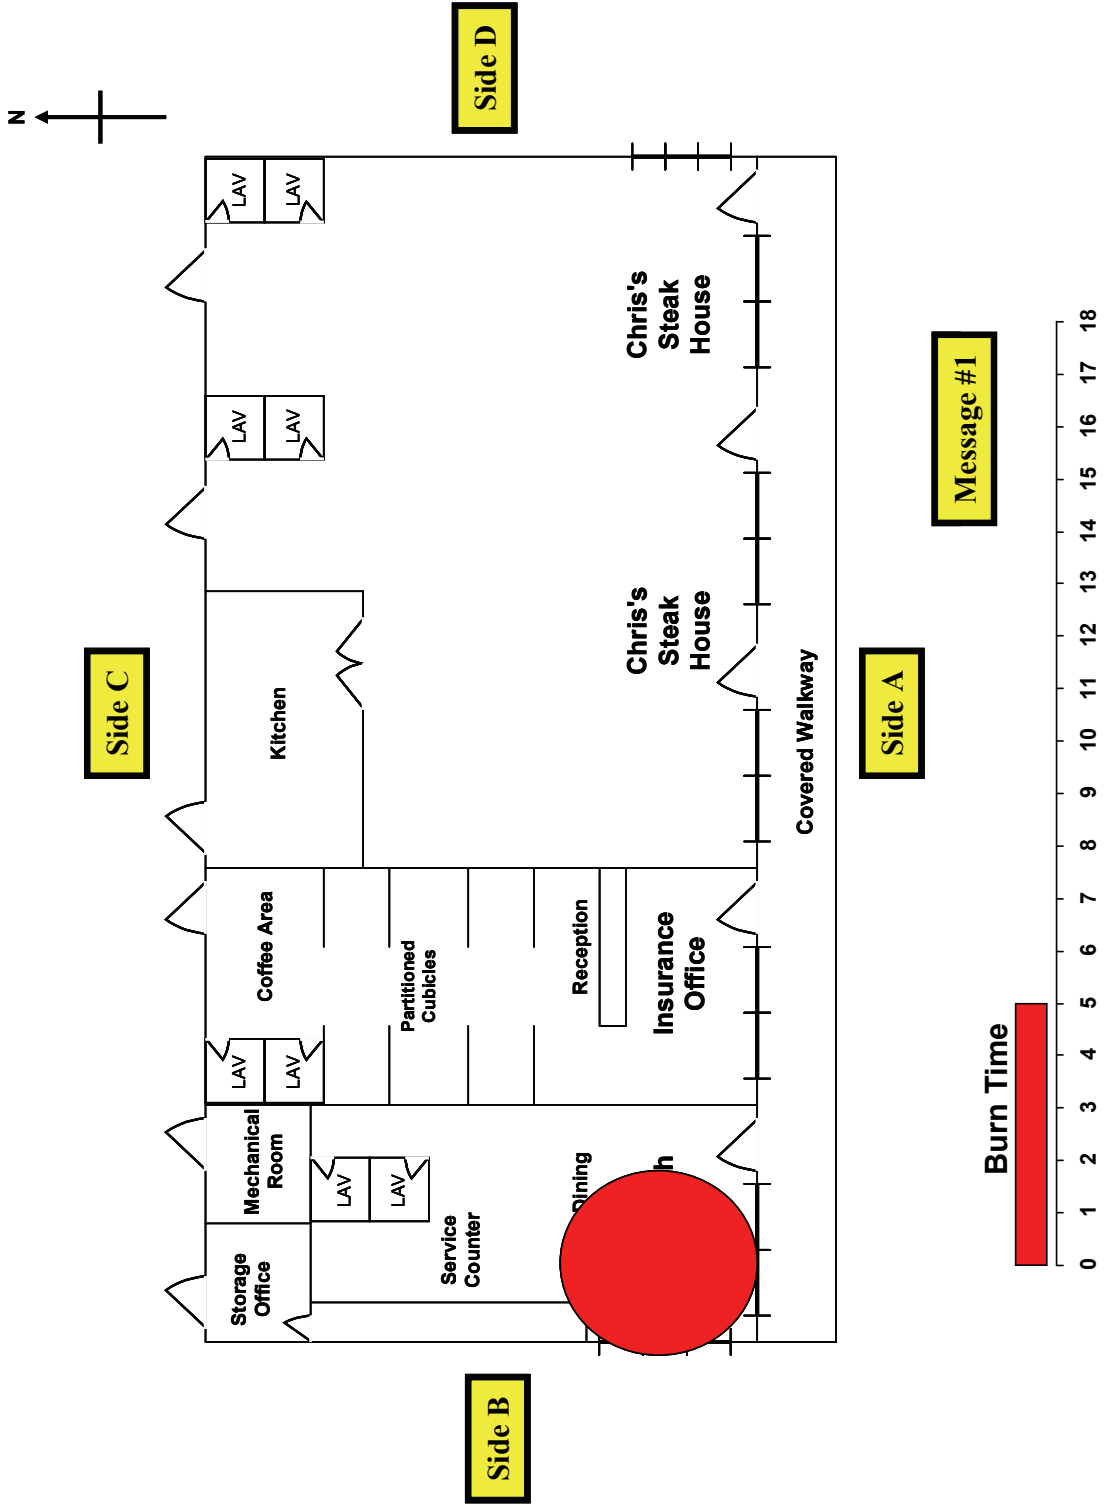 N
Side D
Side C
LAV
LAV
LAV
LAV
Kitchen
Chris's
Steak
House
Chris's
Steak
House
Coffee Area
LAV
LAV
Partitioned
Cubicles
Reception
Insurance
Office
Mechanical
Room
Storage
Office
LAV
LAV
Service
Counter
Dining
h
Covered Walkway
Side B
Side A
Message #1
Burn Time
0 1 2 3 4 5 6 7 8 9 10 11 12 13 14 15 16 17 18